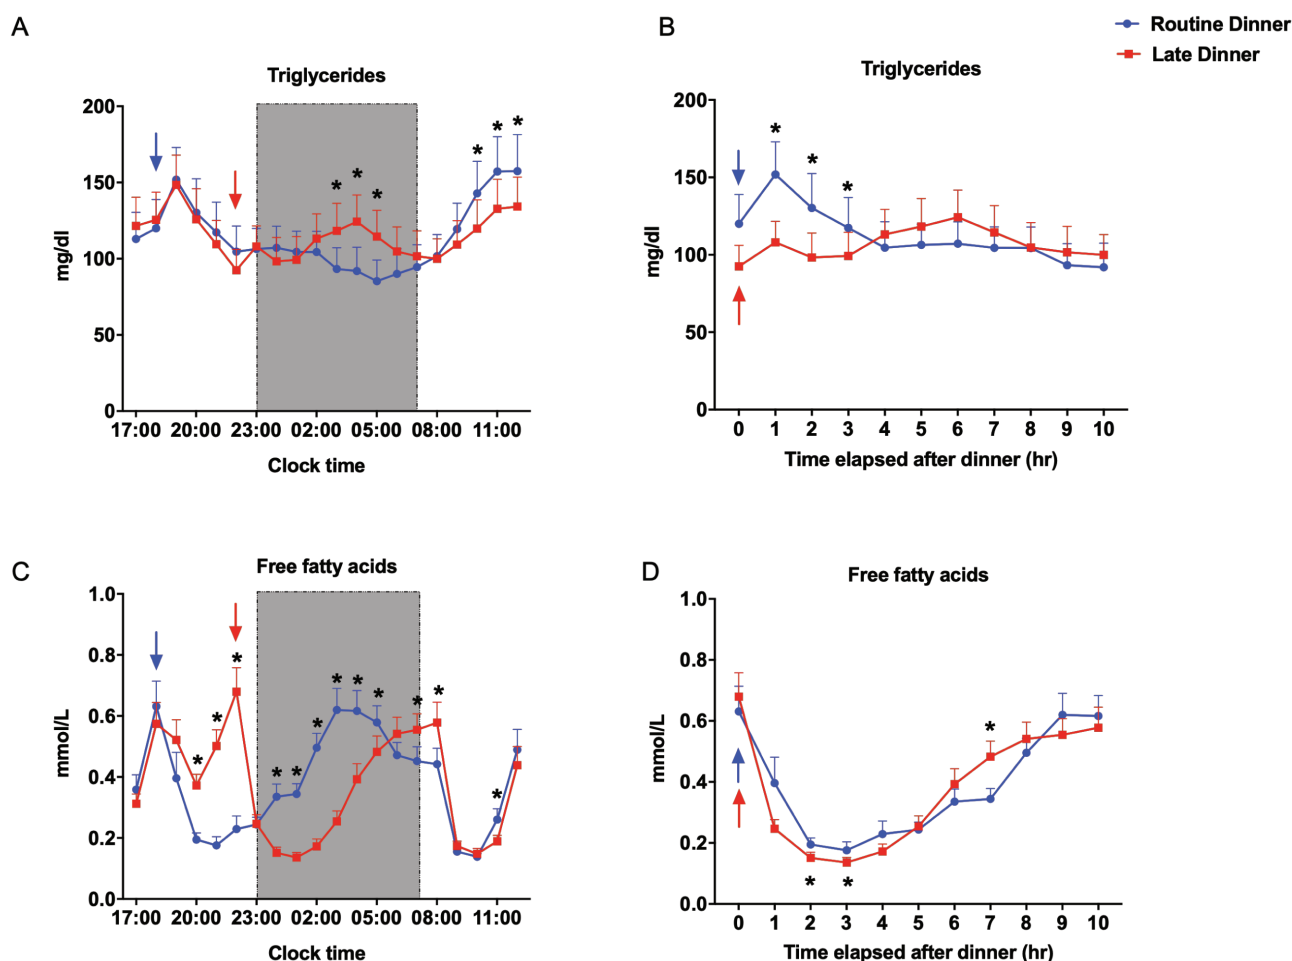 A
B
Routine Dinner
Late Dinner
Triglycerides
200
150
100
50
0
mg/dl
* * * * * *
17:00 20:00 23:00 02:00 05:00 08:00 11:00
Clock time
Triglycerides
200
150
100
50
0
mg/dl
* * *
0 1 2 3 4 5 6 7 8 9 10
Time elapsed after dinner (hr)
C
Free fatty acids
1.0
0.8
0.6
0.4
0.2
0.0
mmol/L
* * * * * * * * * * * *
17:00 20:00 23:00 02:00 05:00 08:00 11:00
Clock time
D
Free fatty acids
1.0
0.8
0.6
0.4
0.2
0.0
mmol/L
* * *
0 1 2 3 4 5 6 7 8 9 10
Time elapsed after dinner (hr)